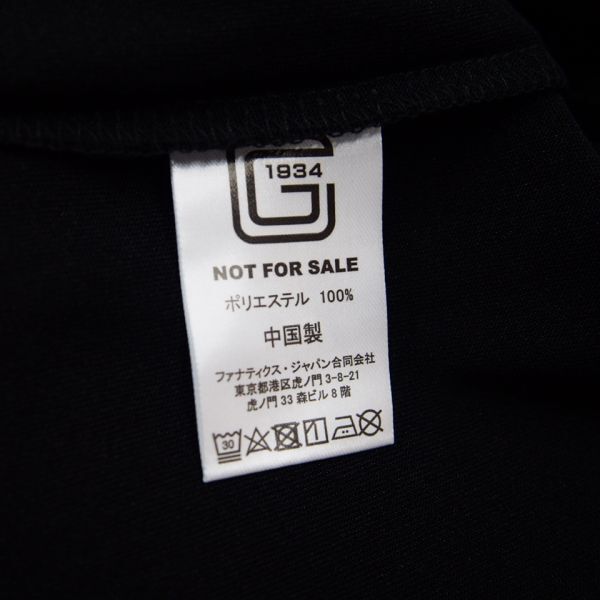 G
1934
NOT FOR SALE
ポリエステル 100%
中国製
ファナティクス・ジャパン合同会社
東京都港区虎ノ門 3-8-21
虎ノ門 33 森ビル 8 階
30